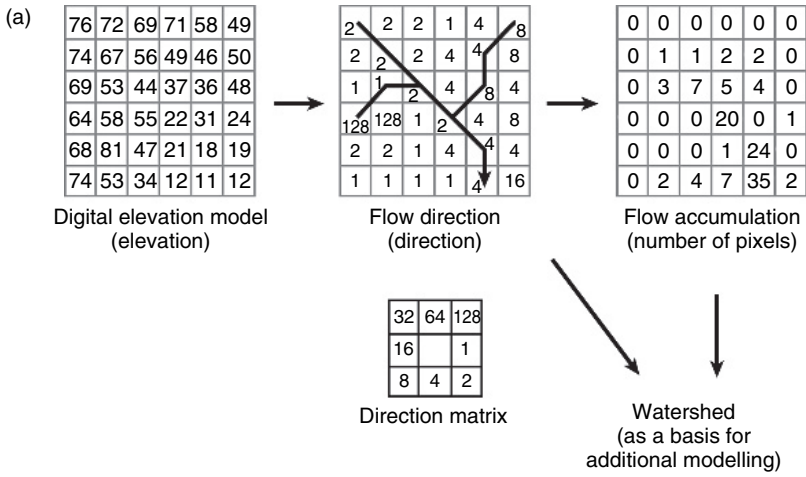 (a)
76 72 69 71 58 49
74 67 56 49 46 50
69 53 44 37 36 48
64 58 55 22 31 24
68 81 47 21 18 19
74 53 34 12 11 12
Digital elevation model
(elevation)
2 2 2 1 4 8
2 2 2 4 4 8
1 1 2 4 8 4
128 128 1 2 4 8
2 2 1 4 4 4
1 1 1 1 4 16
Flow direction
(direction)
0 0 0 0 0 0
0 1 1 2 2 0
0 3 7 5 4 0
0 0 0 20 0 1
0 0 0 1 24 0
0 2 4 7 35 2
Flow accumulation
(number of pixels)
32 64 128
16 1
8 4 2
Direction matrix
Watershed
(as a basis for
additional modelling)